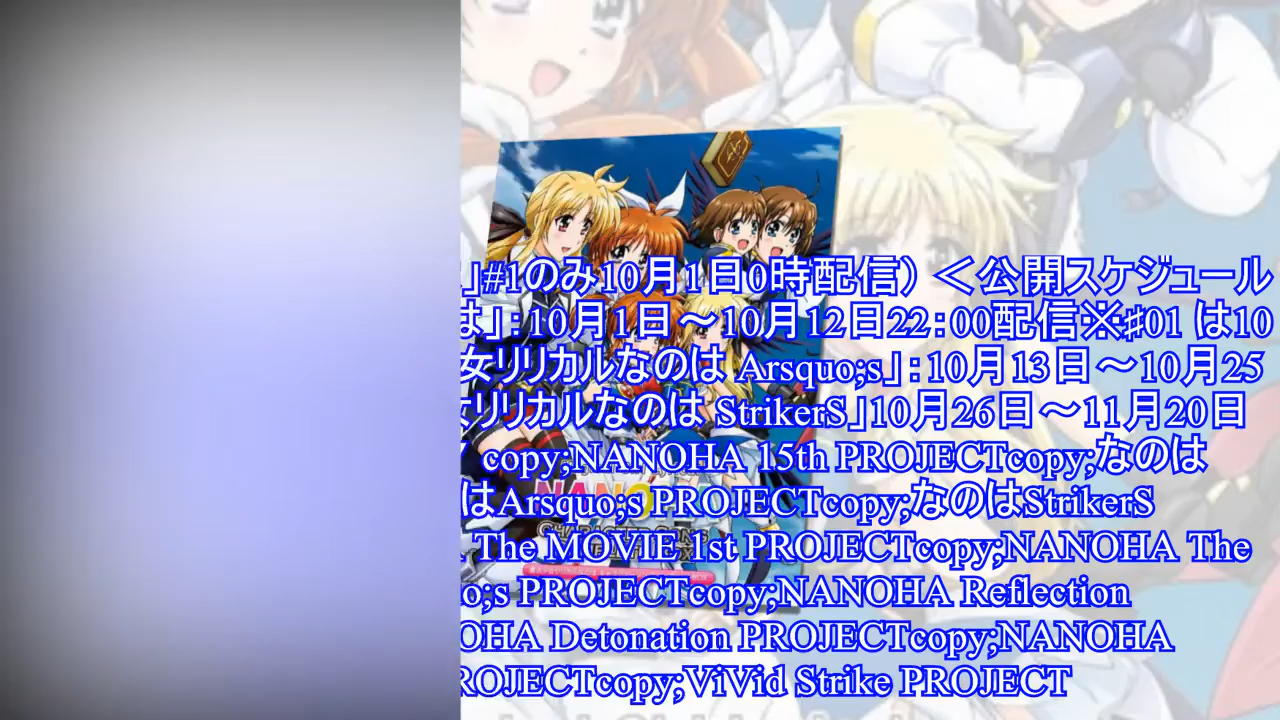 」#1のみ10月1日0時配信） ＜公開スケジュール
は」：10月1日～10月12日22：00配信※♯01 は10
女リリカルなのは Arsquo;s」：10月13日～10月25
女リリカルなのは StrikerS」10月26日～11月20日
copy;NANOHA 15th PROJECTcopy;なのは
はArsquo;s PROJECTcopy;なのはStrikerS
The MOVIE 1st PROJECTcopy;NANOHA The
o;s PROJECTcopy;NANOHA Reflection
OHA Detonation PROJECTcopy;NANOHA
ROJECTcopy;ViVid Strike PROJECT